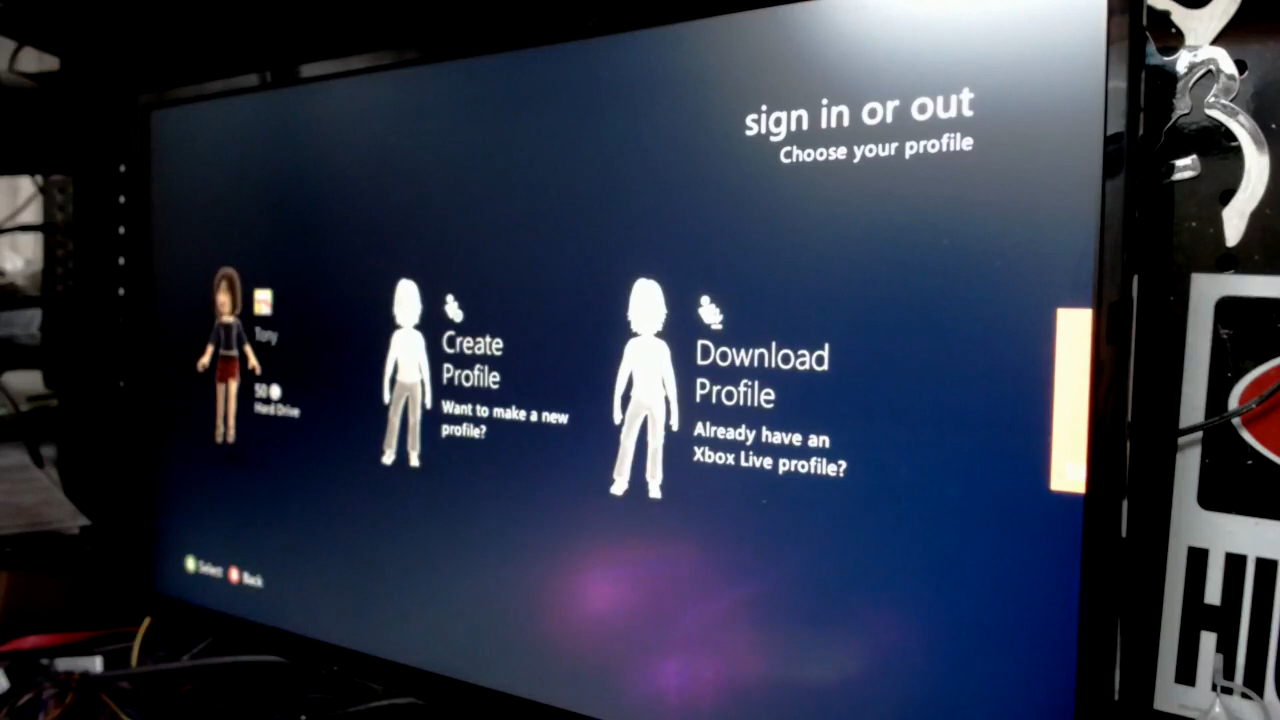 sign in or out
Choose your profile
Tony
50
Hard Drive
Create
Profile
Want to make a new
profile?
Download
Profile
Already have an
Xbox Live profile?
Select
Back